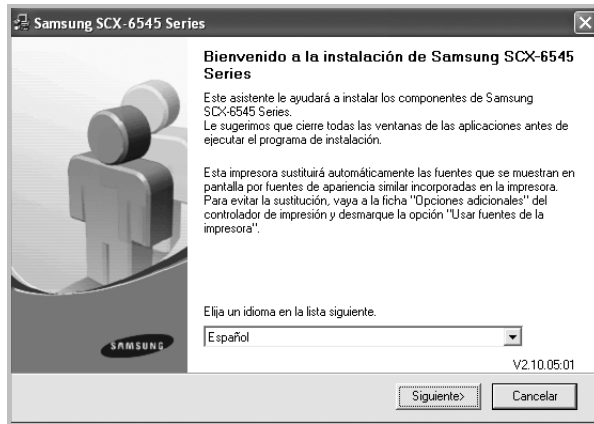 Samsung SCX-6545 Series
Bienvenido a la instalación de Samsung SCX-6545
Series
Este asistente le ayudará a instalar los componentes de Samsung
SCX-6545 Series.
Le sugerimos que cierre todas las ventanas de las aplicaciones antes de
ejecutar el programa de instalación.
Esta impresora sustituirá automáticamente las fuentes que se muestran en
pantalla por fuentes de apariencia similar incorporadas en la impresora.
Para evitar la sustitución, vaya a la ficha "Opciones adicionales" del
controlador de impresión y desmarque la opción "Usar fuentes de la
impresora".
Elija un idioma en la lista siguiente.
Español
SAMSUNG
V2.10.05:01
Siguiente>
Cancelar